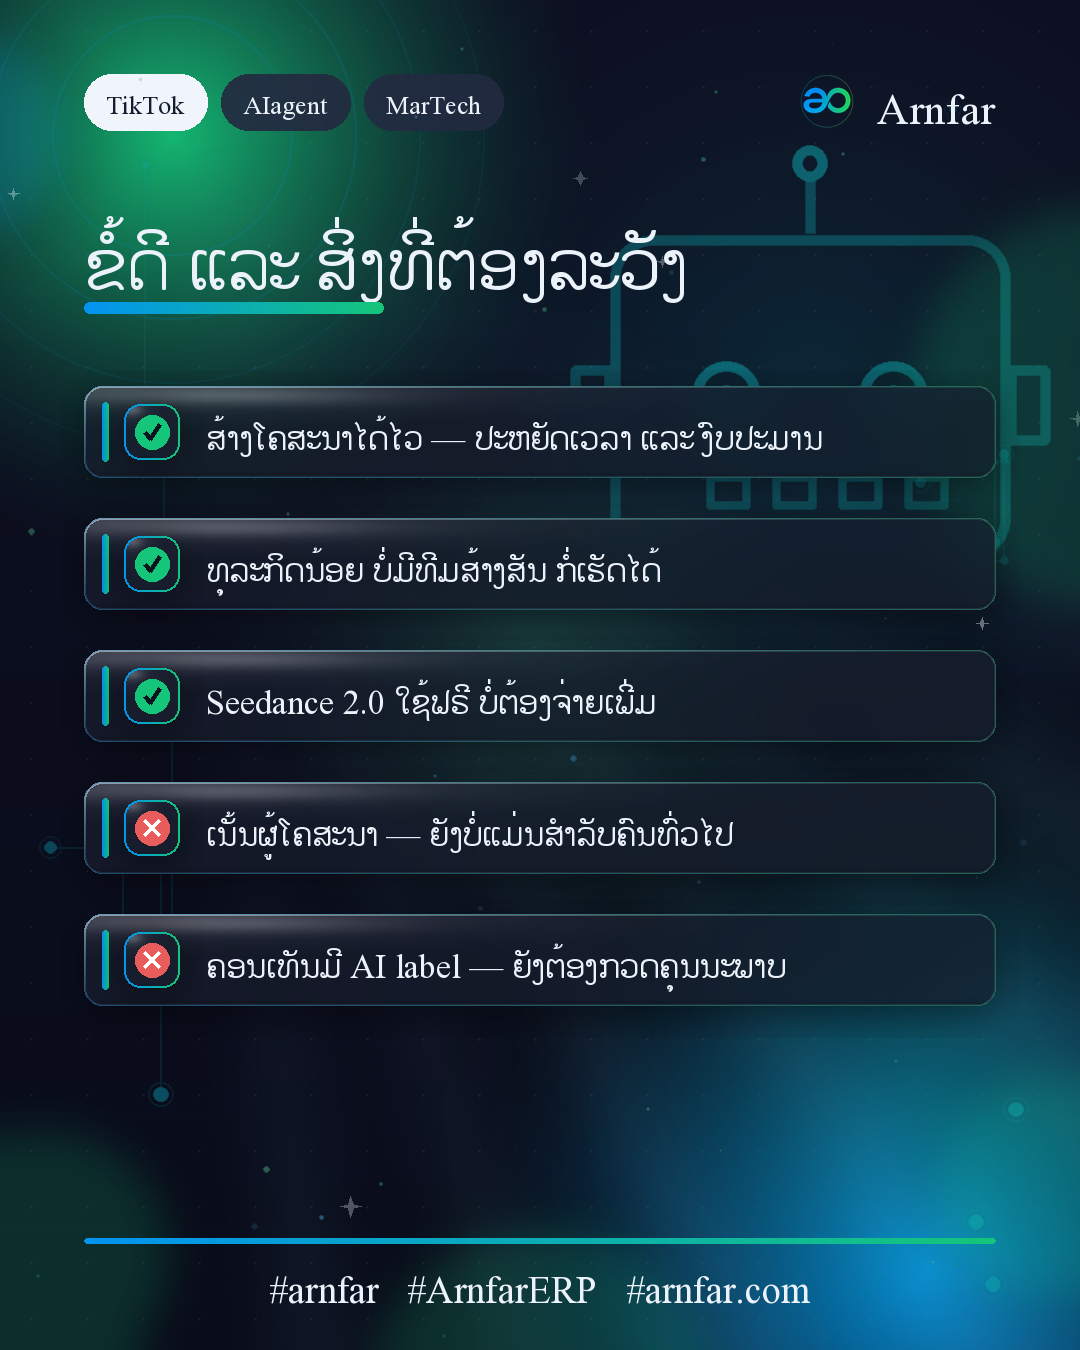 TikTok AIagent MarTech
Arnfar
ຂໍ້ດີ ແລະ ສິ່ງທີ່ຕ້ອງລະວັງ
ສ້າງໂຄສະນາໄດ້ໄວ — ປະຫຍັດເວລາ ແລະ ງົບປະມານ
ທຸລະກິດນ້ອຍ ບໍ່ມີທີມສ້າງສັນ ກໍ່ເຮັດໄດ້
Seedance 2.0 ໃຊ້ຟຣີ ບໍ່ຕ້ອງຈ່າຍເພີ່ມ
ເນັ້ນຜູ້ໂຄສະນາ — ຍັງບໍ່ແມ່ນສຳລັບຄົນທົ່ວໄປ
ຄອນເທັນມີ AI label — ຍັງຕ້ອງກວດຄຸນນະພາບ
#arnfar #ArnfarERP #arnfar.com